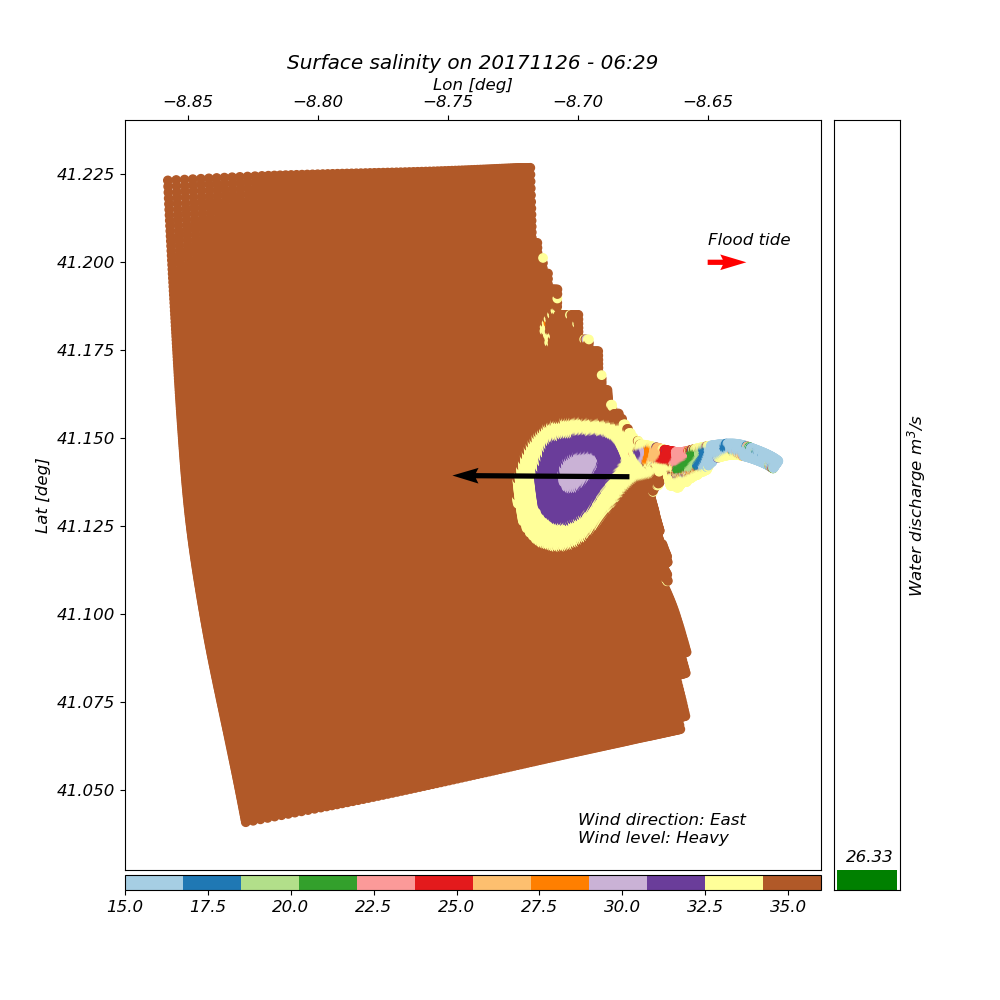 Surface salinity on 20171126 - 06:29
Lon [deg]
−8.85 −8.80 −8.75 −8.70 −8.65
41.225
41.200
41.175
41.150
41.125
41.100
41.075
41.050
Lat [deg]
Flood tide
Wind direction: East
Wind level: Heavy
15.0 17.5 20.0 22.5 25.0 27.5 30.0 32.5 35.0
26.33
Water discharge m³/s